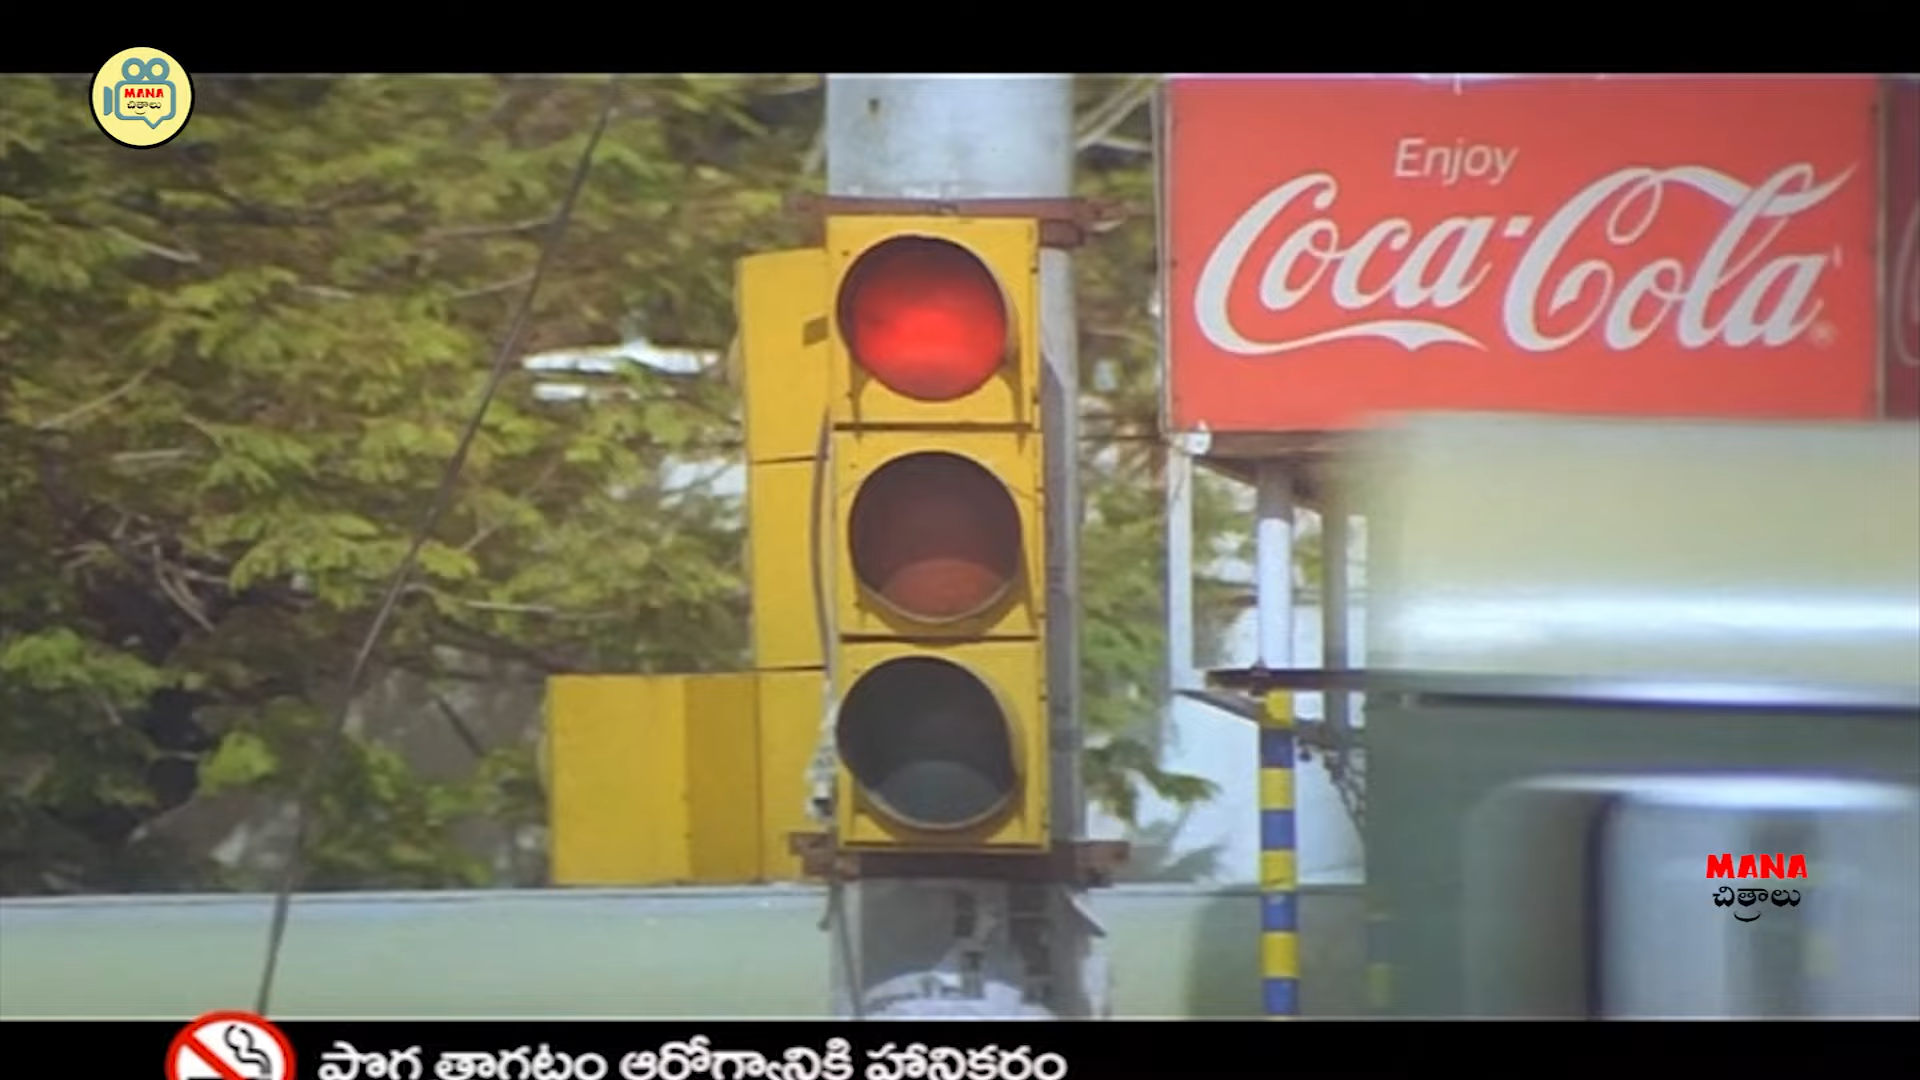 MANA
చిత్రాలు
Enjoy
Coca-Cola
MANA
చిత్రాలు
పొగ త్రాగటం ఆరోగ్యానికి హానికరం